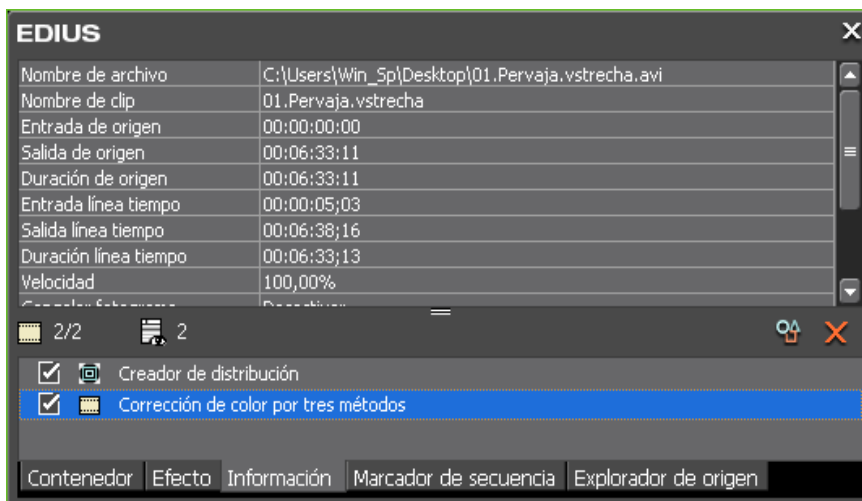 EDIUS
Nombre de archivo C:\Users\Win_Sp\Desktop\01.Pervaja.vstrecha.avi
Nombre de clip 01.Pervaja.vstrecha
Entrada de origen 00:00:00:00
Salida de origen 00:06:33:11
Duración de origen 00:06:33:11
Entrada línea tiempo 00:00:05;03
Salida línea tiempo 00:06:38;16
Duración línea tiempo 00:06:33;13
Velocidad 100,00%
2/2 2
Creador de distribución
Corrección de color por tres métodos
Contenedor Efecto Información Marcador de secuencia Explorador de origen